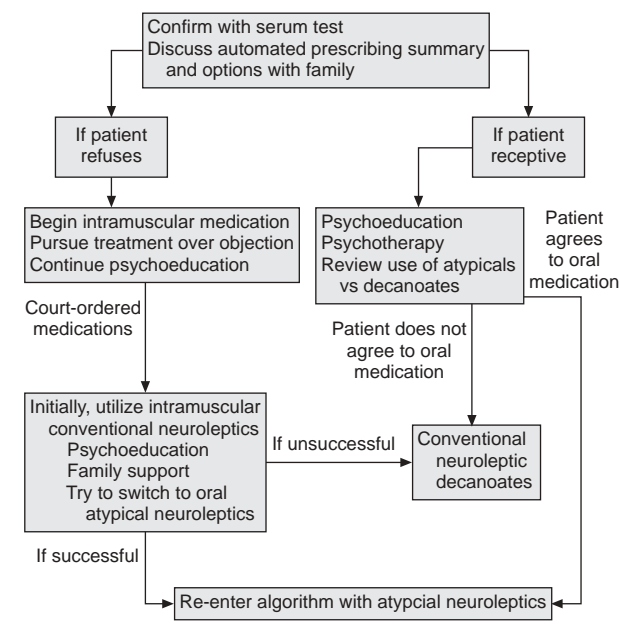 Confirm with serum test
Discuss automated prescribing summary
and options with family
If patient
refuses
If patient
receptive
Begin intramuscular medication
Pursue treatment over objection
Continue psychoeducation
Psychoeducation
Psychotherapy
Review use of atypicals
vs decanoates
Patient
agrees
to oral
medication
Court-ordered
medications
Patient does not
agree to oral
medication
Initially, utilize intramuscular
conventional neuroleptics
Psychoeducation
Family support
Try to switch to oral
atypical neuroleptics
If unsuccessful
Conventional
neuroleptic
decanoates
If successful
Re-enter algorithm with atypcial neuroleptics